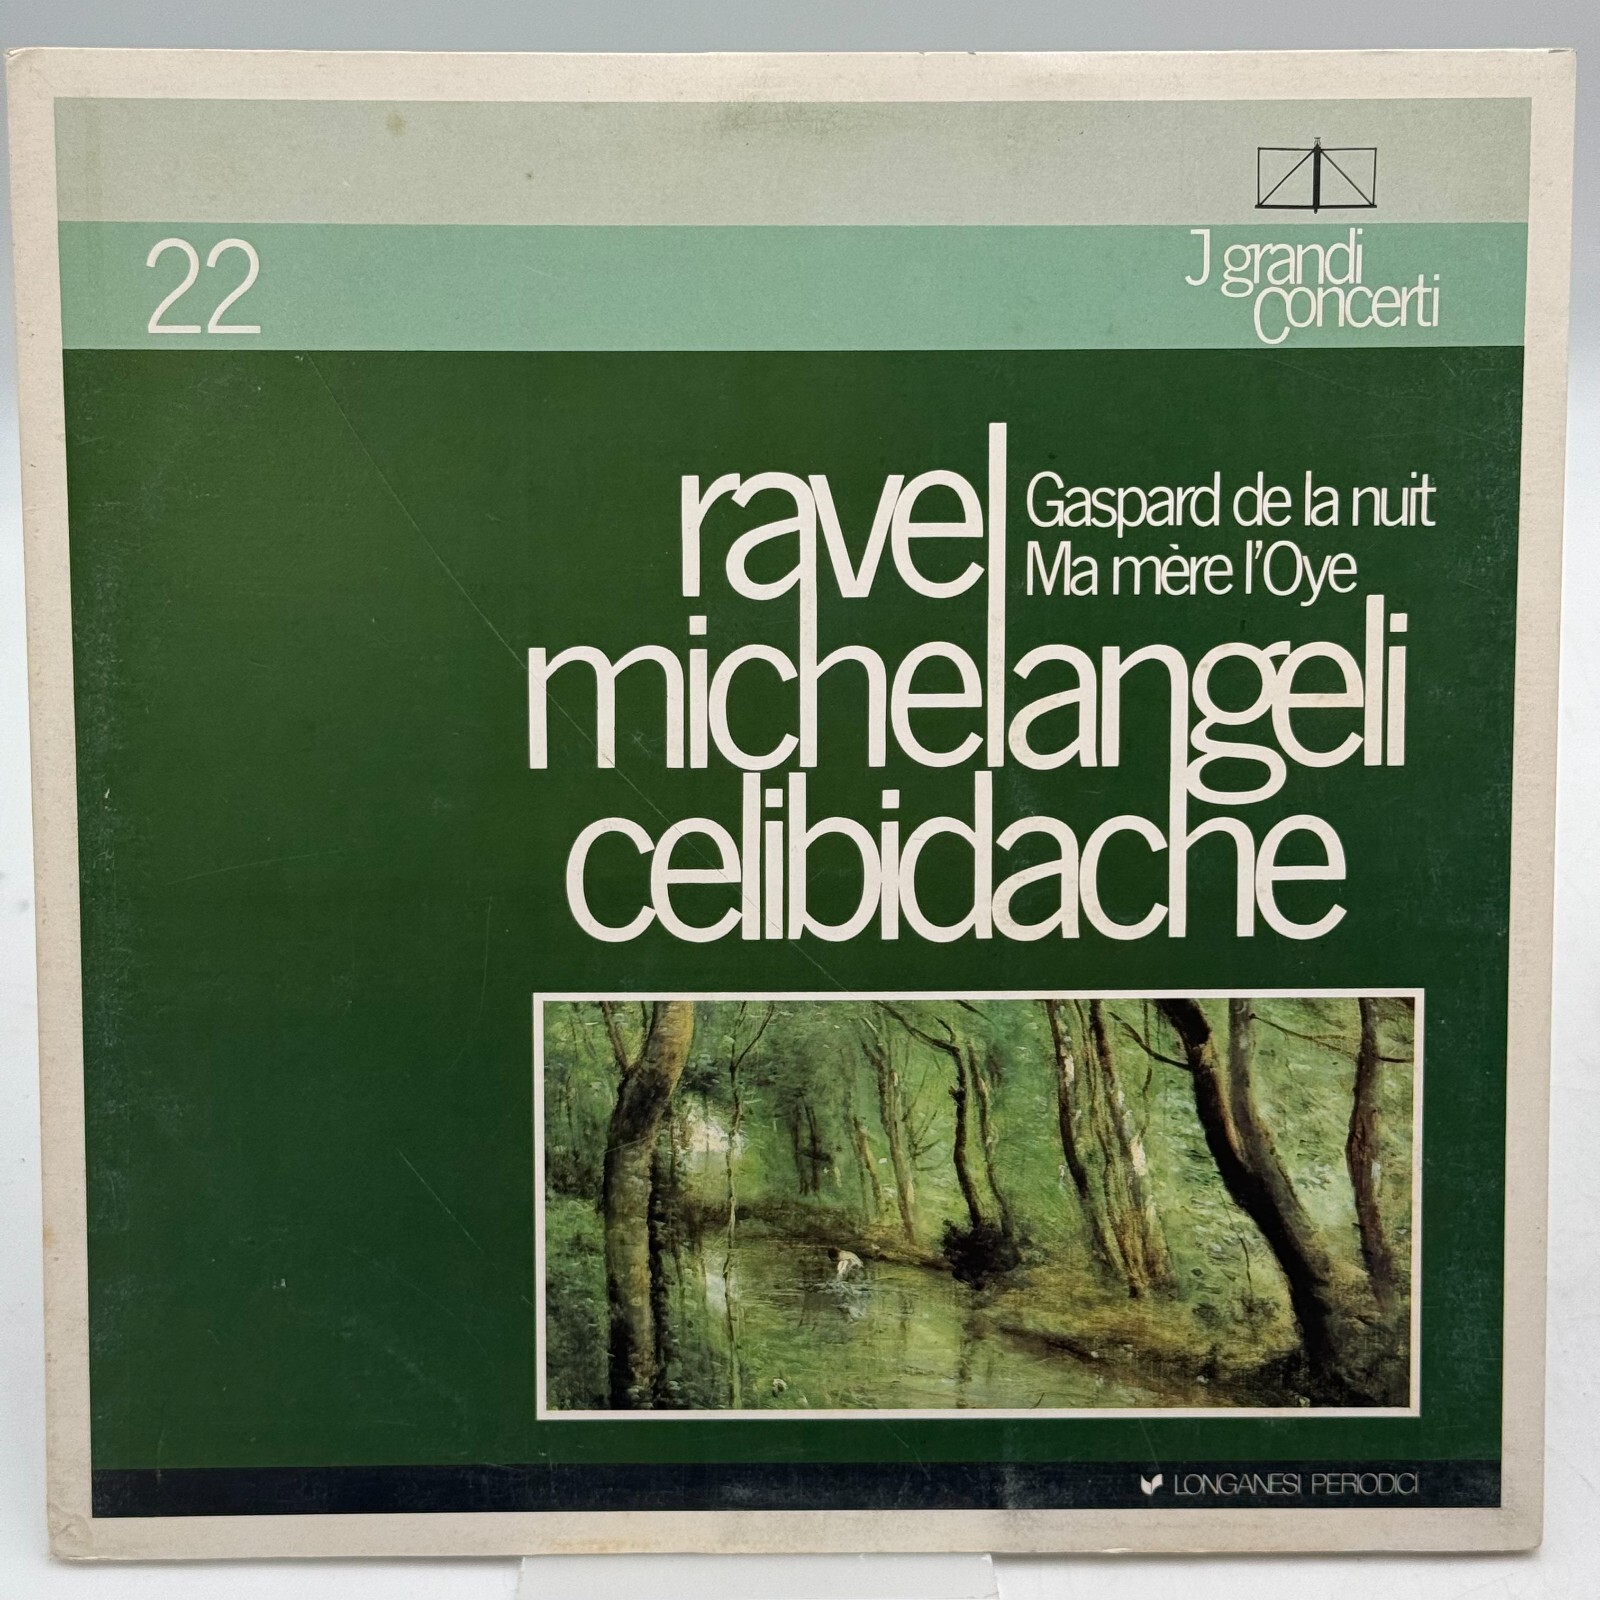 22
J grandi
concerti
ravel
Gaspard de la nuit
Ma mère l'Oye
michelangeli
celibidache
LONGANESI PERIODICI